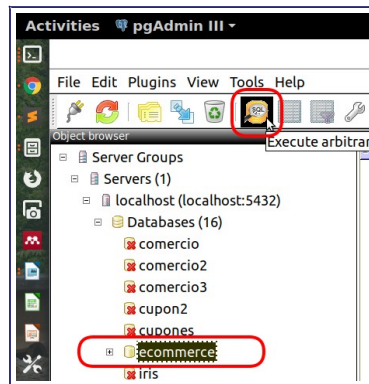 Activities pgAdmin III
File Edit Plugins View Tools Help
SQL
Object browser
Execute arbitrar
Server Groups
Servers (1)
localhost (localhost:5432)
Databases (16)
comercio
comercio2
comercio3
cupon2
cupones
ecommerce
iris